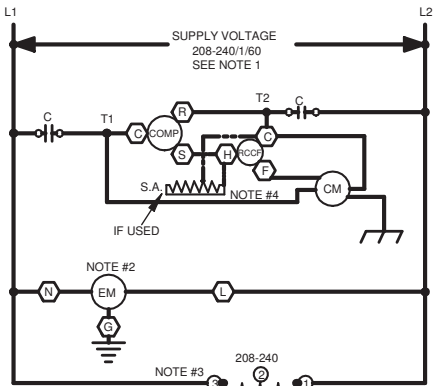 L1 L2
SUPPLY VOLTAGE
208-240/1/60
SEE NOTE 1
C T1 C COMP R T2 C
S H RCCF C
F
S.A. NOTE #4 CM
IF USED
NOTE #2
N EM L
G
NOTE #3 208-240
3 2 1